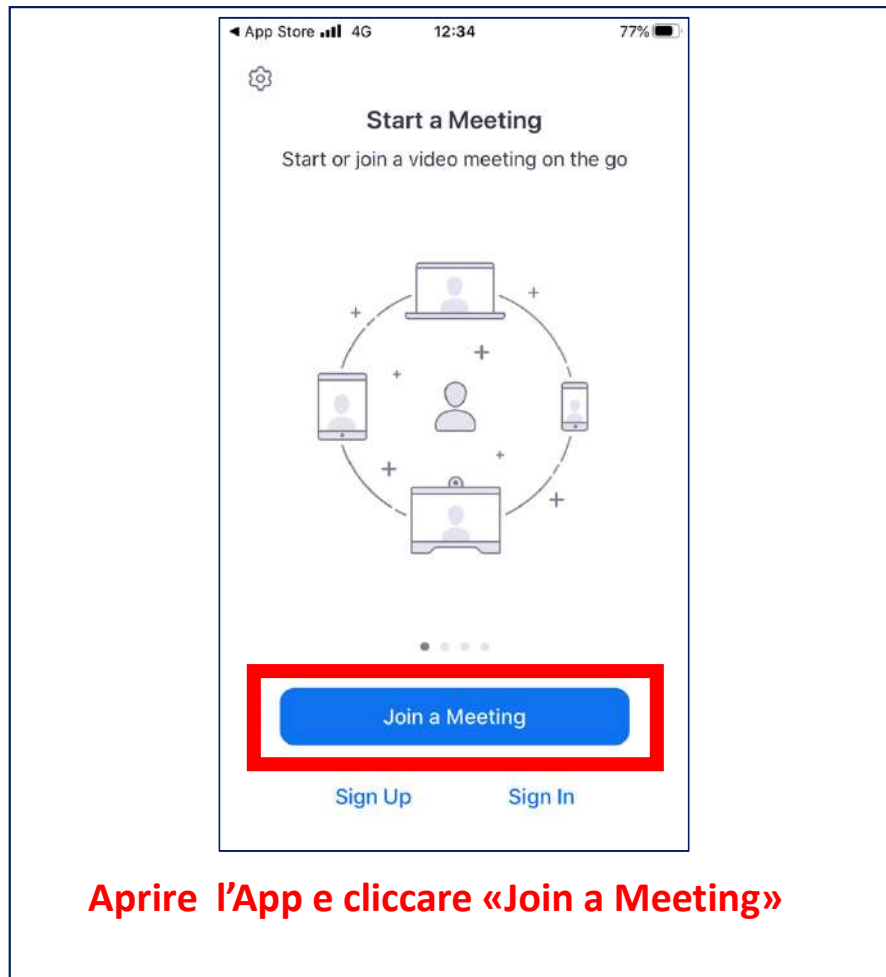 ◀ App Store 4G 12:34 77%
Start a Meeting
Start or join a video meeting on the go
Join a Meeting
Sign Up Sign In
Aprire l’App e cliccare «Join a Meeting»